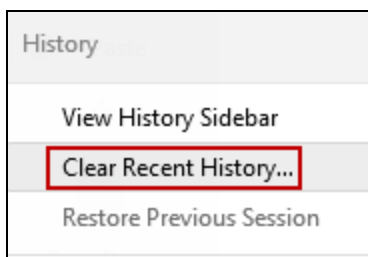 History
View History Sidebar
Clear Recent History...
Restore Previous Session